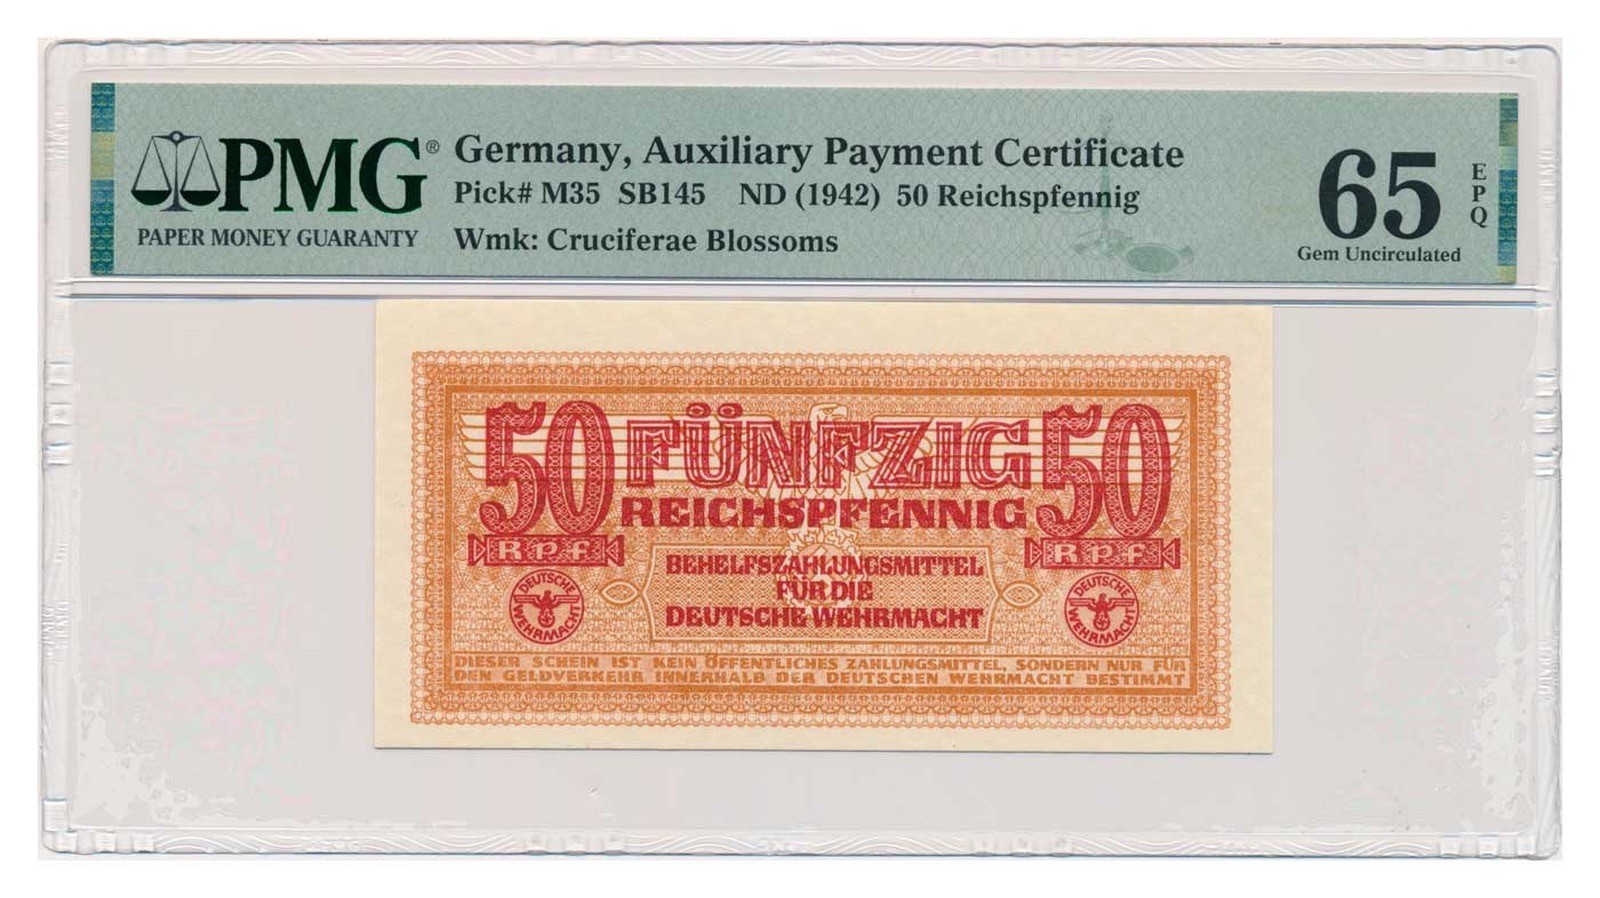 PMG®
PAPER MONEY GUARANTY
Germany, Auxiliary Payment Certificate
Pick# M35 SB145 ND (1942) 50 Reichspfennig
Wmk: Cruciferae Blossoms
65 EPQ
Gem Uncirculated
50 FÜNFZIG 50
REICHSPFENNIG
Rpf Rpf
BEHELFSZAHLUNGSMITTEL
FÜR DIE
DEUTSCHE WEHRMACHT
DEUTSCHE WEHRMACHT
DEUTSCHE WEHRMACHT
DIESER SCHEIN IST KEIN ÖFFENTLICHES ZAHLUNGSMITTEL, SONDERN NUR FÜR
DEN GELDVERKEHR INNERHALB DER DEUTSCHEN WEHRMACHT BESTIMMT